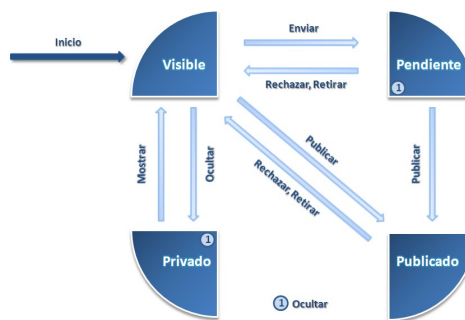 Inicio
Visible
Enviar
Rechazar, Retirar
Pendiente
1
Mostrar
Ocultar
Publicar
Rechazar, Retirar
Publicar
Privado
1
Publicado
1 Ocultar